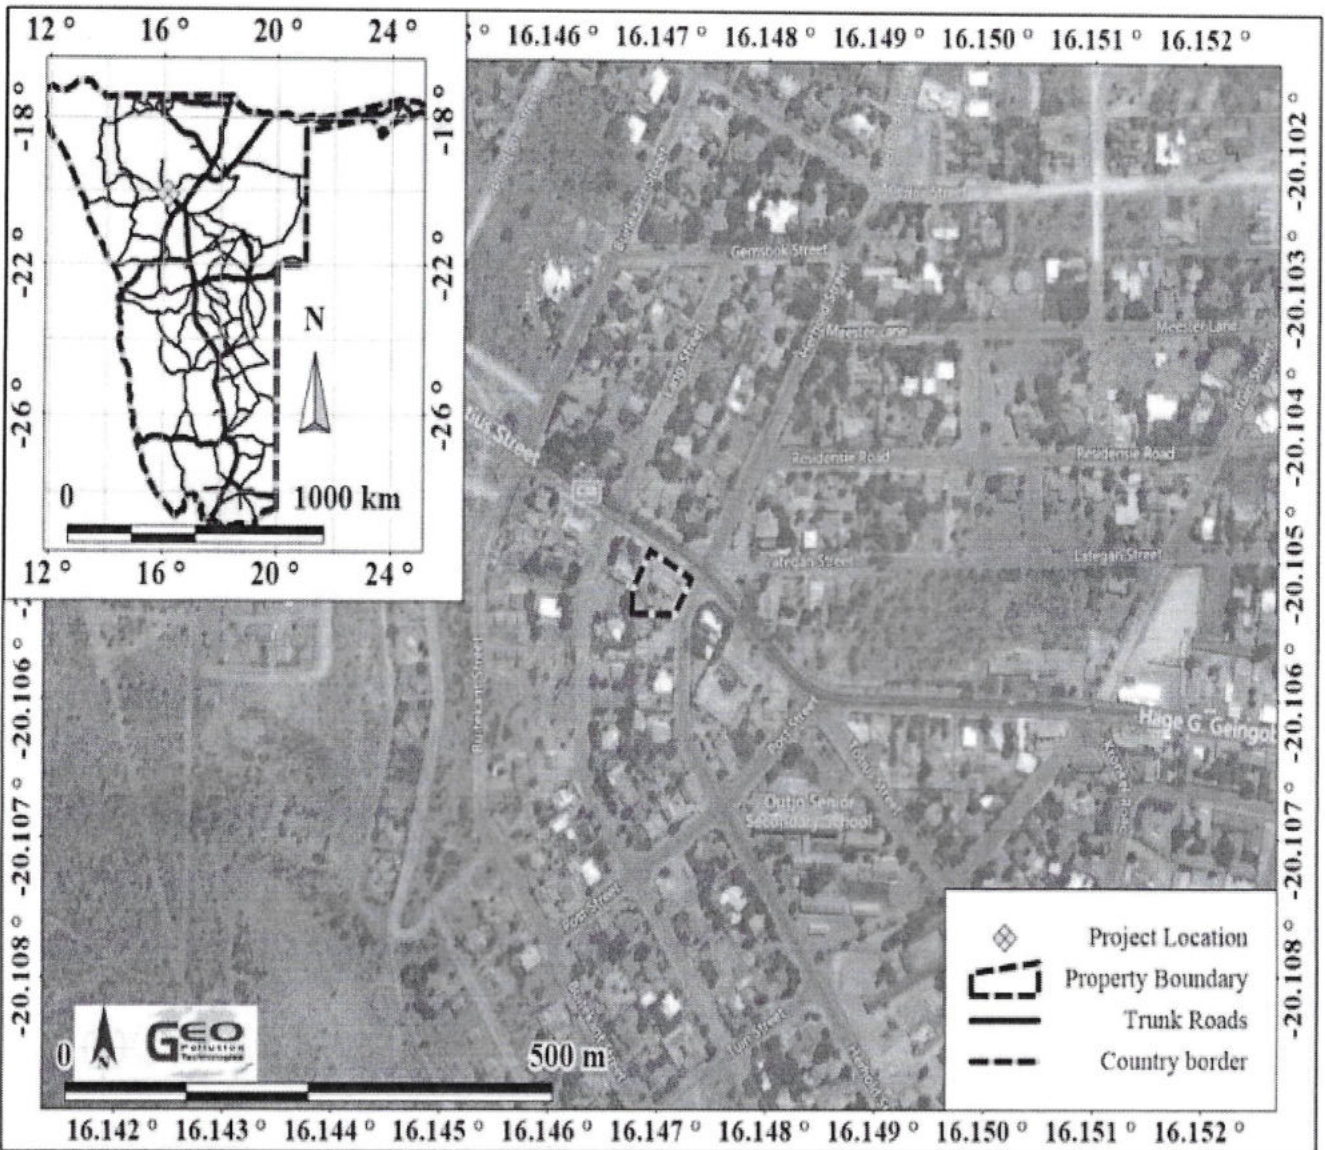 12 ° 16 ° 20 ° 24 °
16.146 ° 16.147 ° 16.148 ° 16.149 ° 16.150 ° 16.151 ° 16.152 °
-18 ° -18 °
-22 ° -22 °
-26 ° -26 °
N
0 1000 km
12 ° 16 ° 20 ° 24 °
-20.102 °
-20.103 °
-20.104 °
-20.105 °
-20.106 °
-20.107 °
-20.108 °
-20.106 °
-20.107 °
-20.108 °
Gemsbok Street
Meester Lane
Meester Lane
Street
Residensie Road
Residensie Road
Lategan Street
Lategan Street
Hage G. Geingob
Post Street
Tobus Street
Outjo Senior
Secondary School
Project Location
Property Boundary
Trunk Roads
Country border
N
GEO
Pollution
Technologies
0 500 m
16.142 ° 16.143 ° 16.144 ° 16.145 ° 16.146 ° 16.147 ° 16.148 ° 16.149 ° 16.150 ° 16.151 ° 16.152 °